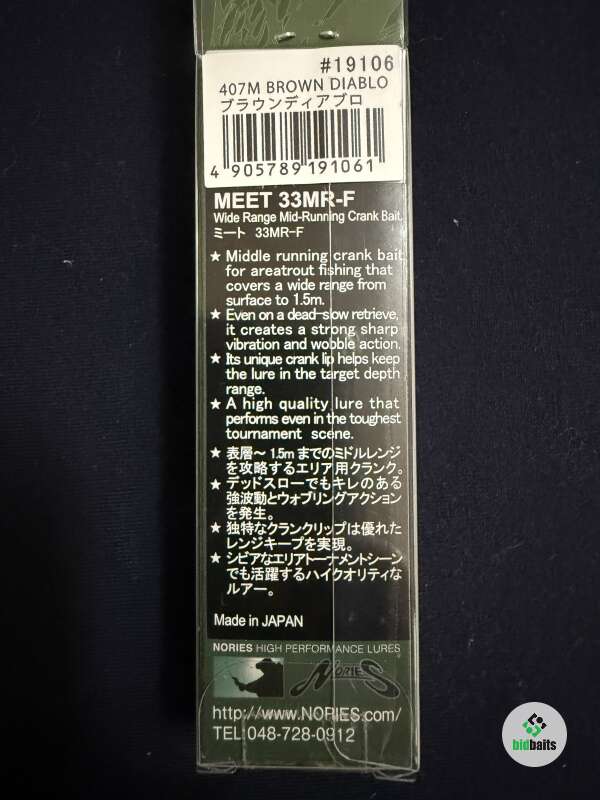 #19106
407M BROWN DIABLO
ブラウンディアブロ
4 905789 191061
MEET 33MR-F
Wide Range Mid-Running Crank Bait.
ミート 33MR-F
★ Middle running crank bait
for areatrout fishing that
covers a wide range from
surface to 1.5m.
★ Even on a dead-slow retrieve,
it creates a strong sharp
vibration and wobble action.
★ Its unique crank lip helps keep
the lure in the target depth
range.
★ A high quality lure that
performs even in the toughest
tournament scene.
★ 表層〜1.5mまでのミドルレンジ
を攻略するエリア用クランク。
★ デッドスローでもキレのある
強波動とウォブリングアクション
を発生。
★ 独特なクランクリップは優れた
レンジキープを実現。
★ シビアなエリアトーナメントシーン
でも活躍するハイクオリティな
ルアー。
Made in JAPAN
NORIES HIGH PERFORMANCE LURES
NORIES
http://www.NORIES.com/
TEL:048-728-0912
bidbaits